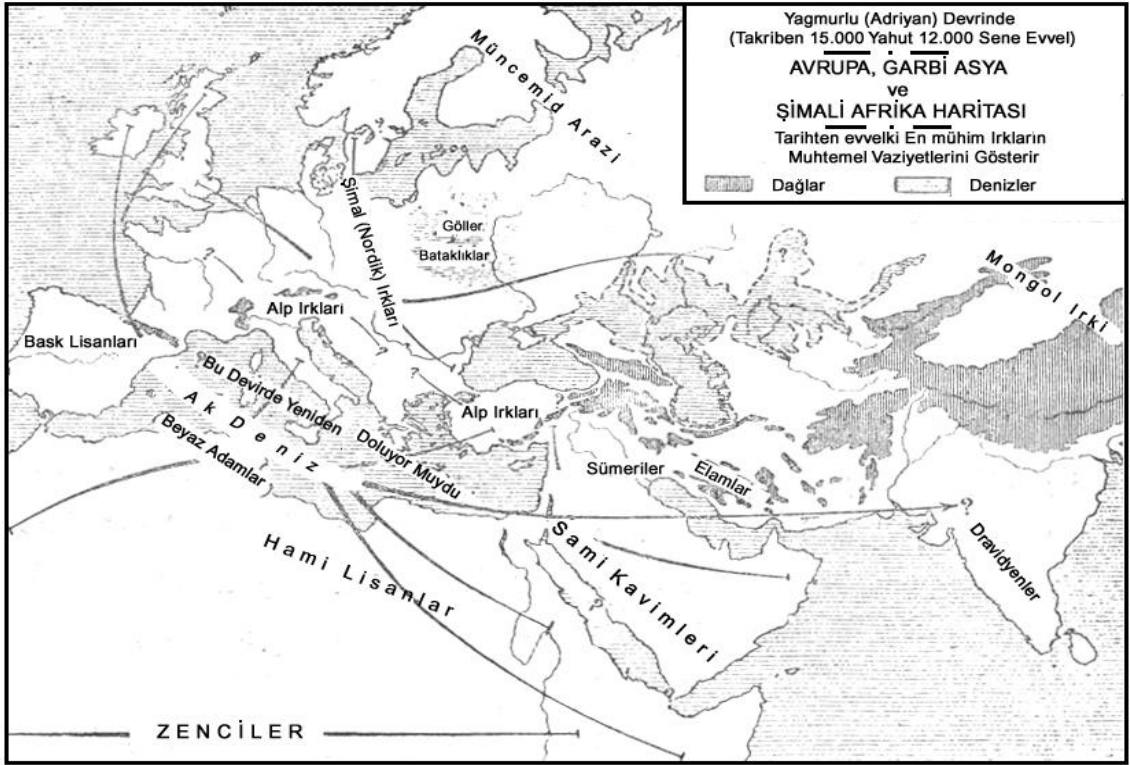 Yagmurlu (Adriyan) Devrinde
(Takriben 15.000 Yahut 12.000 Sene Evvel)
AVRUPA, GARBİ ASYA
ve
ŞİMALİ AFRİKA HARİTASI
Tarihten evvelki En mühim Irkların
Muhtemel Vaziyetlerini Gösterir
Dağlar
Denizler
Müncemid Arazi
Şimal (Nordik) Irkları
Göller
Bataklıklar
?
?
Mongol Irki
Alp Irkları
Bask Lisanları
?
?
Bu Devirde Yeniden Doluyor Muydu
Ak Deniz
Beyaz Adamlar
Alp Irkları
Sümeriler
Elamlar
?
Dravidyenler
Sami Kavimleri
?
Hami Lisanlar
ZENCİLER